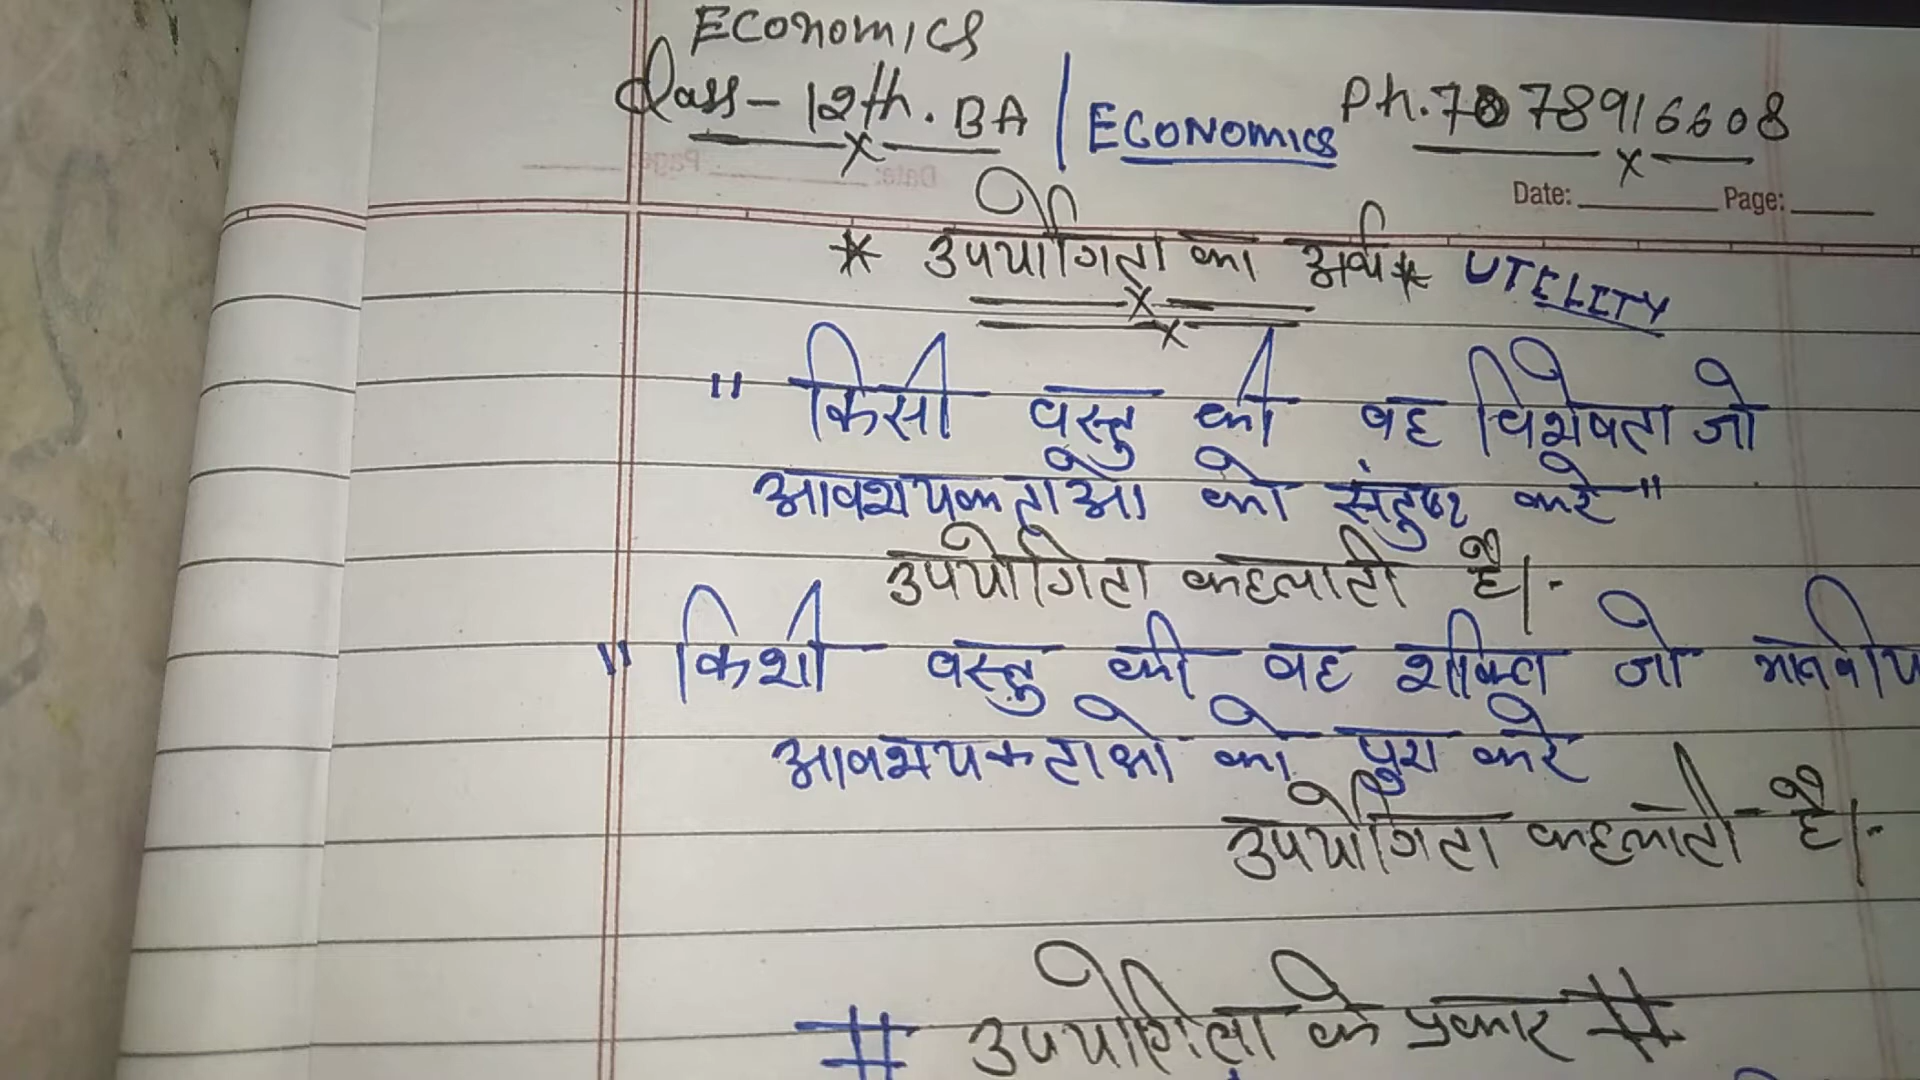 Economics
Class - 12th. BA | ECONOMICS Ph. 7078916608
Date: Page:
* उपयोगिता का अर्थ * UTELITY
" किसी वस्तु की वह विशेषता जो
आवश्यकताओ को संतुष्ट करे "
उपयोगिता कहलाती है।-
" किशी वस्तु की वह शक्ति जो मानवीय
आवश्यकताओ को पुरा करे
उपयोगिता कहलाती है।-
# उपयोगिता के प्रकार #